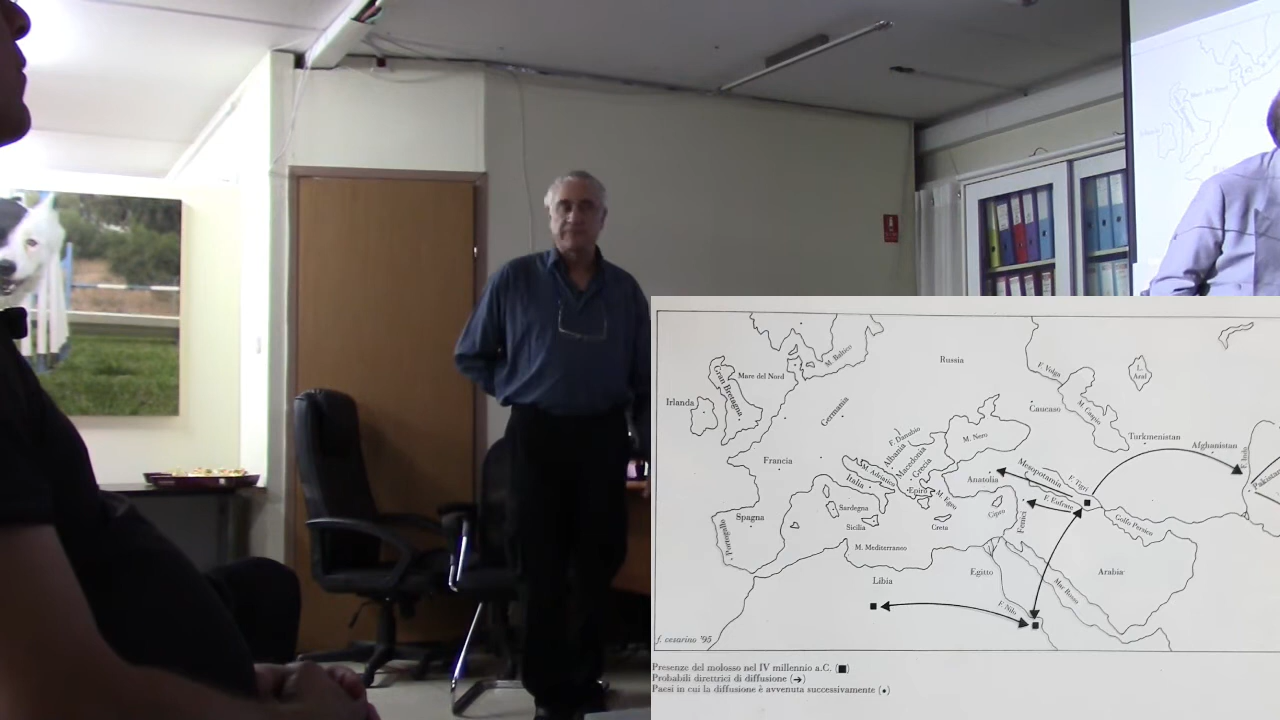 Russia
M. Baltico
Mare del Nord
Gran Bretagna
Irlanda
Germania
F. Volga
L. Aral
M. Caspio
Caucaso
Turkmenistan
Afghanistan
F. Indo
Pakistan
F. Danubio
M. Nero
Albania
Macedonia
Grecia
Francia
M. Adriatico
Italia
Epiro
M. Egeo
Anatolia
Mesopotamia
F. Tigri
F. Eufrate
Golfo Persico
Spagna
Portogallo
Sardegna
Sicilia
Creta
Cipro
Fenici
M. Mediterraneo
Egitto
Arabia
Libia
F. Nilo
Mar Rosso
f. cesarino '95
Presenze del molosso nel IV millennio a.C. (■)
Probabili direttrici di diffusione (→)
Paesi in cui la diffusione è avvenuta successivamente (•)